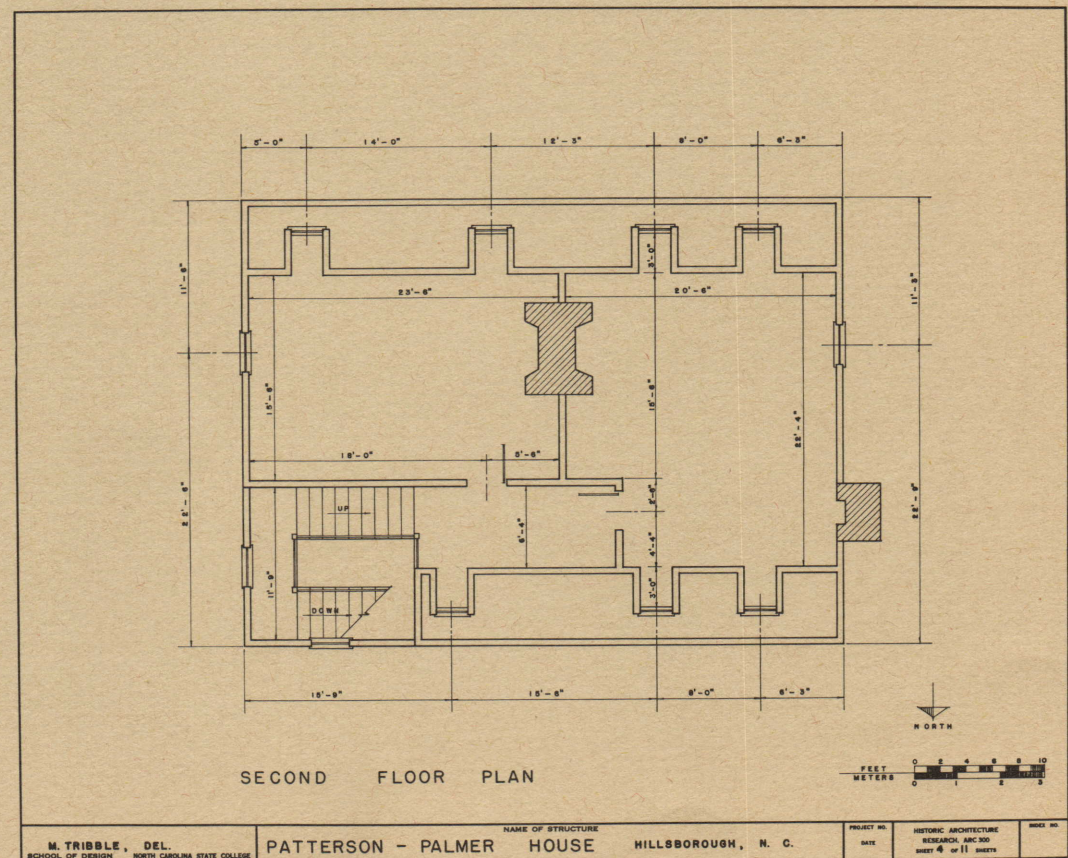 5'-0" 14'-0" 12'-3" 8'-0" 6'-3"
3'-0"
11'-6" 23'-6" 20'-6" 11'-3"
15'-6" 15'-6" 22'-4"
18'-0" 5'-6"
22'-6" UP 6'-4" 2'-6" 22'-9"
11'-9" 4'-4"
DOWN 3'-0"
15'-9" 15'-6" 8'-0" 6'-3"
NORTH
SECOND FLOOR PLAN
FEET 0 2 4 6 8 10
METERS 0 1 2 3
NAME OF STRUCTURE
M. TRIBBLE, DEL.
SCHOOL OF DESIGN NORTH CAROLINA STATE COLLEGE
PATTERSON - PALMER HOUSE HILLSBOROUGH, N. C.
PROJECT NO.
DATE
HISTORIC ARCHITECTURE
RESEARCH, ARC 300
SHEET 4 OF 11 SHEETS
INDEX NO.